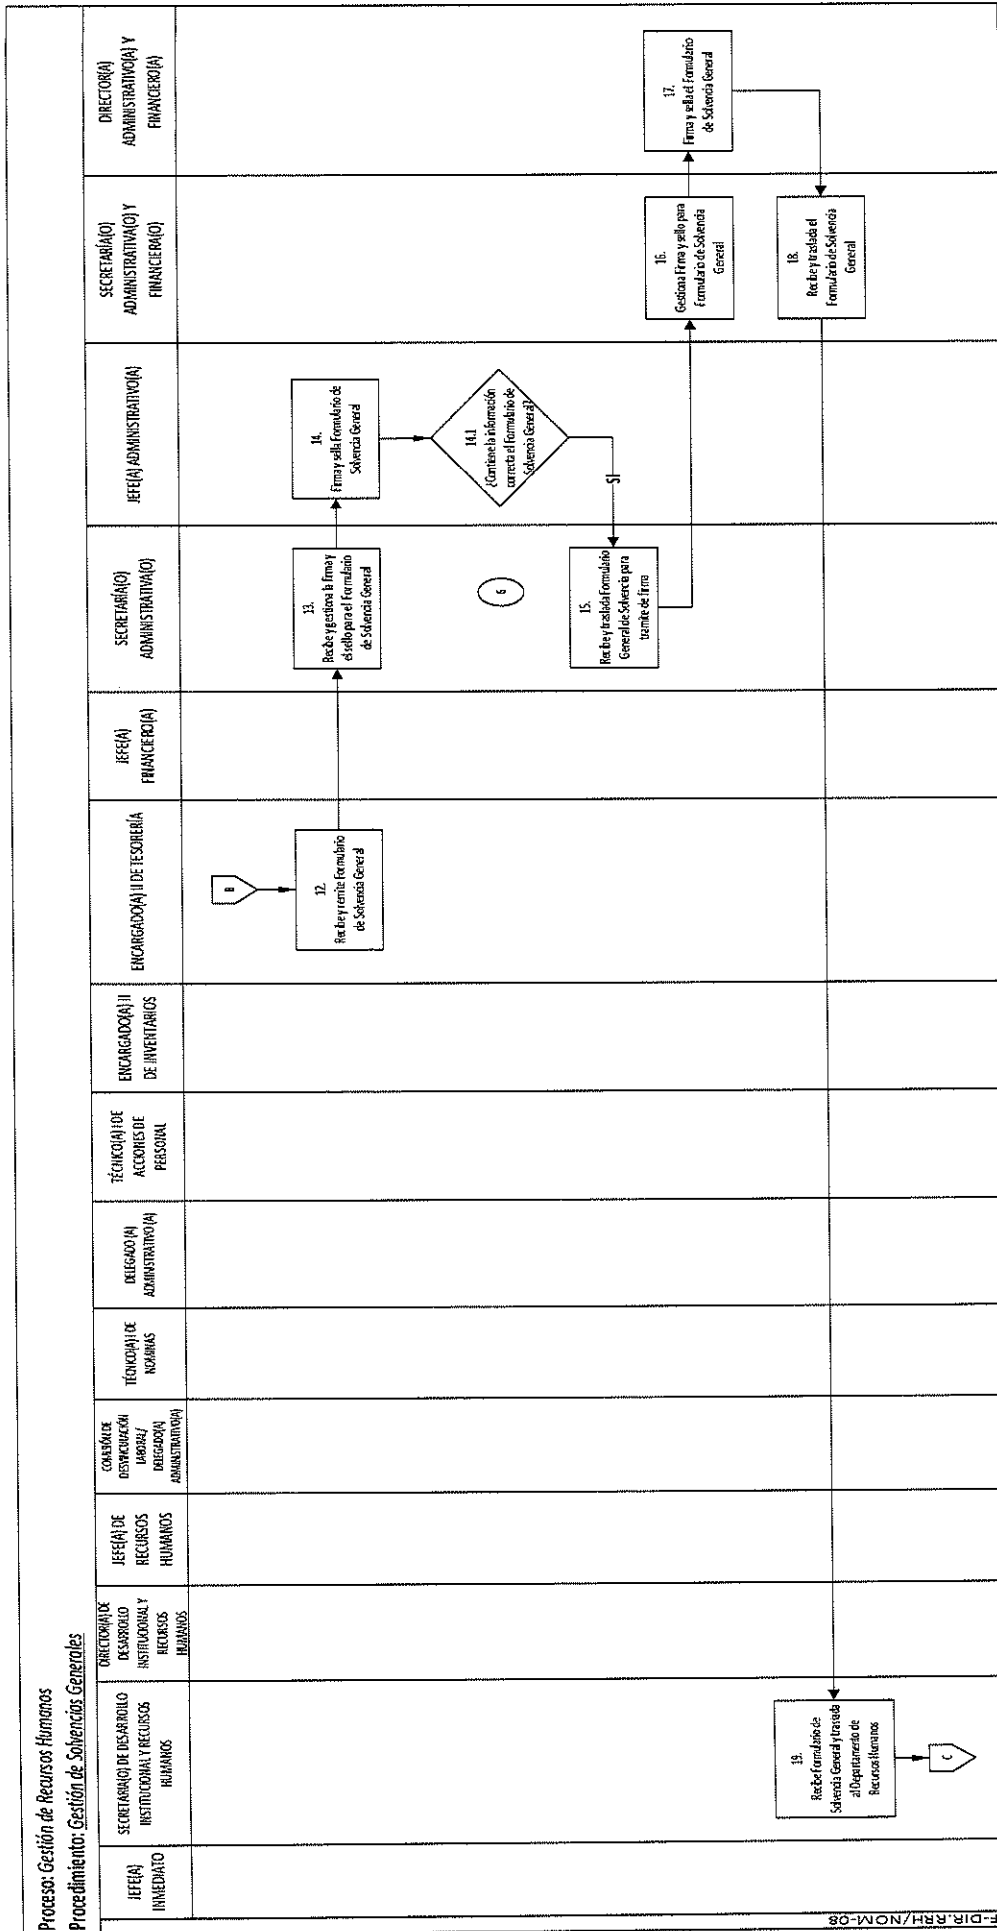 Proceso: Gestión de Recursos Humanos
Procedimiento: Gestión de Solvencias Generales
JEFE(A)
INMEDIATO
SECRETARIA(O) DE DESARROLLO
INSTITUCIONAL Y RECURSOS
HUMANOS
DIRECTOR(A) DE
DESARROLLO
INSTITUCIONAL Y
RECURSOS
HUMANOS
JEFE(A) DE
RECURSOS
HUMANOS
COMISIÓN DE
DESVINCULACIÓN
LABORAL/
DELEGADO(A)
ADMINISTRATIVO(A)
TÉCNICO(A) I DE
NOMINAS
DELEGADO (A)
ADMINISTRATIVO (A)
TÉCNICO(A) I DE
ACCIONES DE
PERSONAL
ENCARGADO(A) II
DE INVENTARIOS
ENCARGADO(A) II DE TESORERÍA
JEFE(A)
FINANCIERO(A)
SECRETARÍA(O)
ADMINISTRATIVA(O)
JEFE(A) ADMINISTRATIVO(A)
SECRETARÍA(O)
ADMINISTRATIVA(O) Y
FINANCIERA(O)
DIRECTOR(A)
ADMINISTRATIVO(A) Y
FINANCIERO(A)
B
12.
Recibe y remite Formulario
de Solvencia General
13.
Recibe y gestiona la firma y
el sello para el Formulario
de Solvencia General
14.
Firma y sella Formulario de
Solvencia General
14.1
¿Contiene la información
correcta el Formulario de
Solvencia General?
SI
6
15.
Recibe y traslada Formulario
General de Solvencia para
tramite de firma
16.
Gestiona Firma y sello para
Formulario de Solvencia
General
17.
Firma y sella el Formulario
de Solvencia General
18.
Recibe y traslada el
Formulario de Solvencia
General
19.
Recibe Formulario de
Solvencia General y traslada
al Departamento de
Recursos Humanos
C
F-DIR.RRH/NOM-08